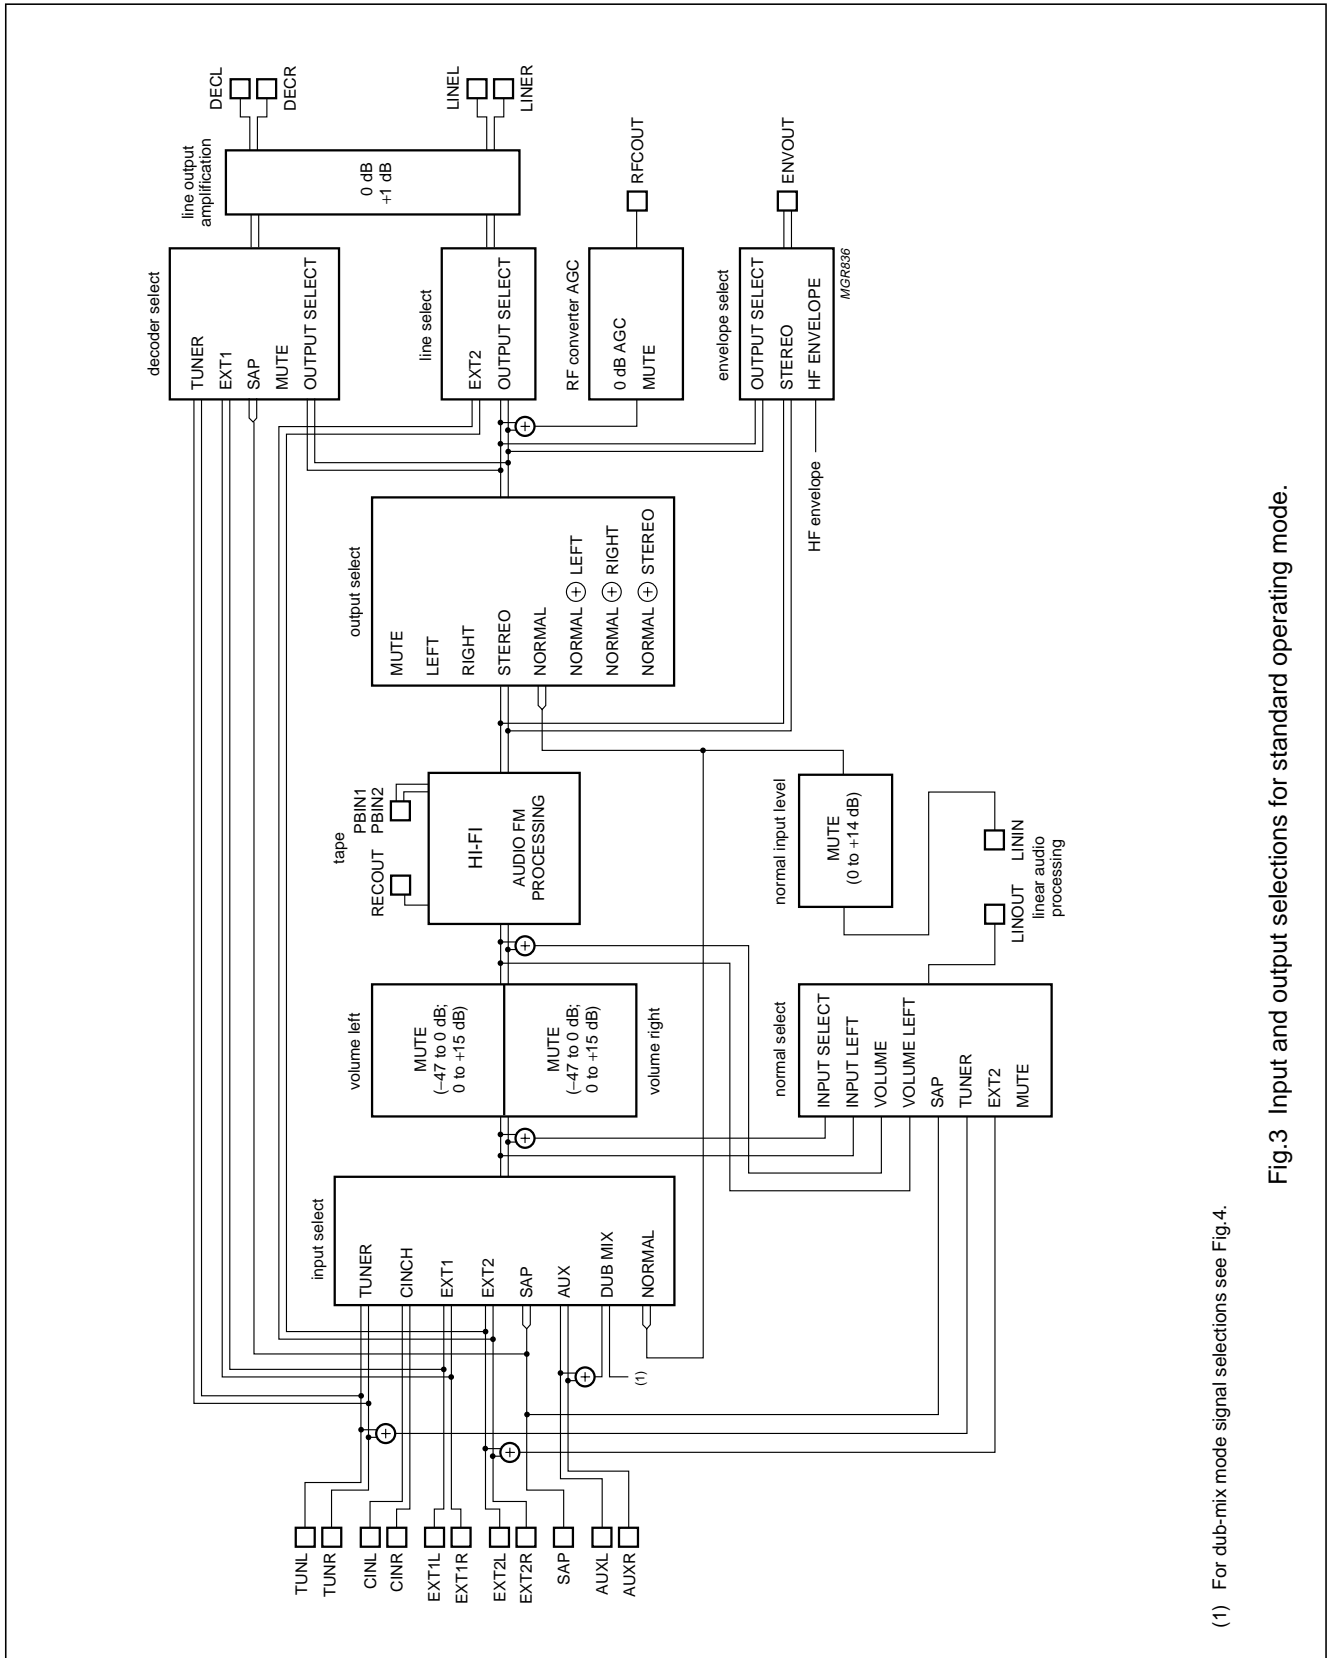 TUNL
TUNR
CINL
CINR
EXT1L
EXT1R
EXT2L
EXT2R
SAP
AUXL
AUXR
input select
TUNER
CINCH
EXT1
EXT2
SAP
AUX
DUB MIX
NORMAL
(1)
volume left
MUTE
(−47 to 0 dB;
0 to +15 dB)
MUTE
(−47 to 0 dB;
0 to +15 dB)
volume right
normal select
INPUT SELECT
INPUT LEFT
VOLUME
VOLUME LEFT
SAP
TUNER
EXT2
MUTE
tape
RECOUT
PBIN1
PBIN2
HI-FI
AUDIO FM
PROCESSING
normal input level
MUTE
(0 to +14 dB)
LINOUT
LININ
linear audio
processing
output select
MUTE
LEFT
RIGHT
STEREO
NORMAL
NORMAL + LEFT
NORMAL + RIGHT
NORMAL + STEREO
HF envelope
decoder select
TUNER
EXT1
SAP
MUTE
OUTPUT SELECT
line select
EXT2
OUTPUT SELECT
RF converter AGC
0 dB AGC
MUTE
envelope select
OUTPUT SELECT
STEREO
HF ENVELOPE
MGR836
line output
amplification
0 dB
+1 dB
DECL
DECR
LINEL
LINER
RFCOUT
ENVOUT
(1) For dub-mix mode signal selections see Fig.4.
Fig.3 Input and output selections for standard operating mode.